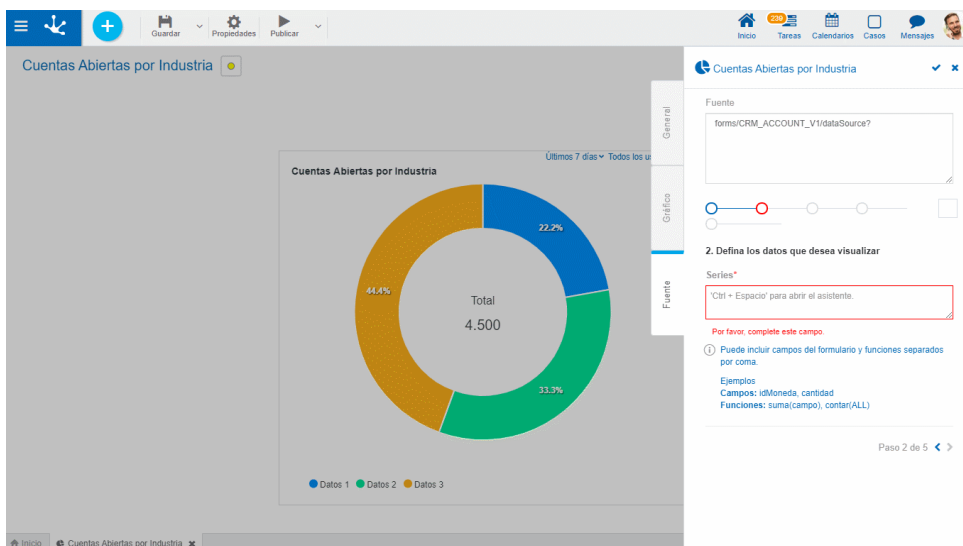 Guardar
Propiedades
Publicar
Inicio
239
Tareas
Calendarios
Casos
Mensajes
Cuentas Abiertas por Industria
Últimos 7 días Todos los u
Cuentas Abiertas por Industria
22.2%
44.4%
33.3%
Total
4.500
Datos 1 Datos 2 Datos 3
General
Gráfico
Fuente
Cuentas Abiertas por Industria
Fuente
forms/CRM_ACCOUNT_V1/dataSource?
2. Defina los datos que desea visualizar
Series*
'Ctrl + Espacio' para abrir el asistente.
Por favor, complete este campo.
Puede incluir campos del formulario y funciones separados
por coma.
Ejemplos
Campos: idMoneda, cantidad
Funciones: suma(campo), contar(ALL)
Paso 2 de 5
Inicio
Cuentas Abiertas por Industria